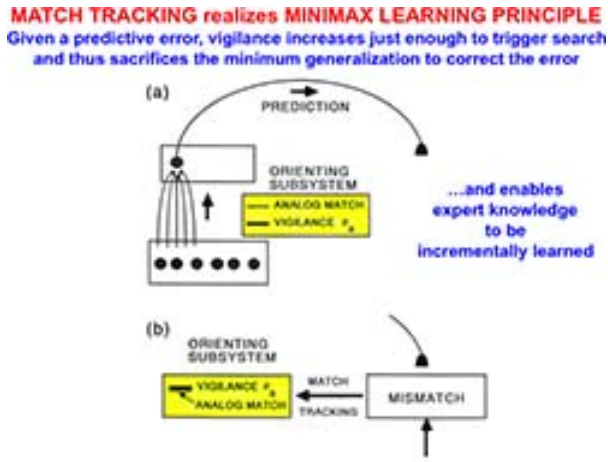 MATCH TRACKING realizes MINIMAX LEARNING PRINCIPLE
Given a predictive error, vigilance increases just enough to trigger search
and thus sacrifices the minimum generalization to correct the error
(a)
PREDICTION
ORIENTING
SUBSYSTEM
ANALOG MATCH
VIGILANCE
...and enables
expert knowledge
to be
incrementally learned
(b)
ORIENTING
SUBSYSTEM
VIGILANCE
ANALOG MATCH
MATCH
TRACKING
MISMATCH